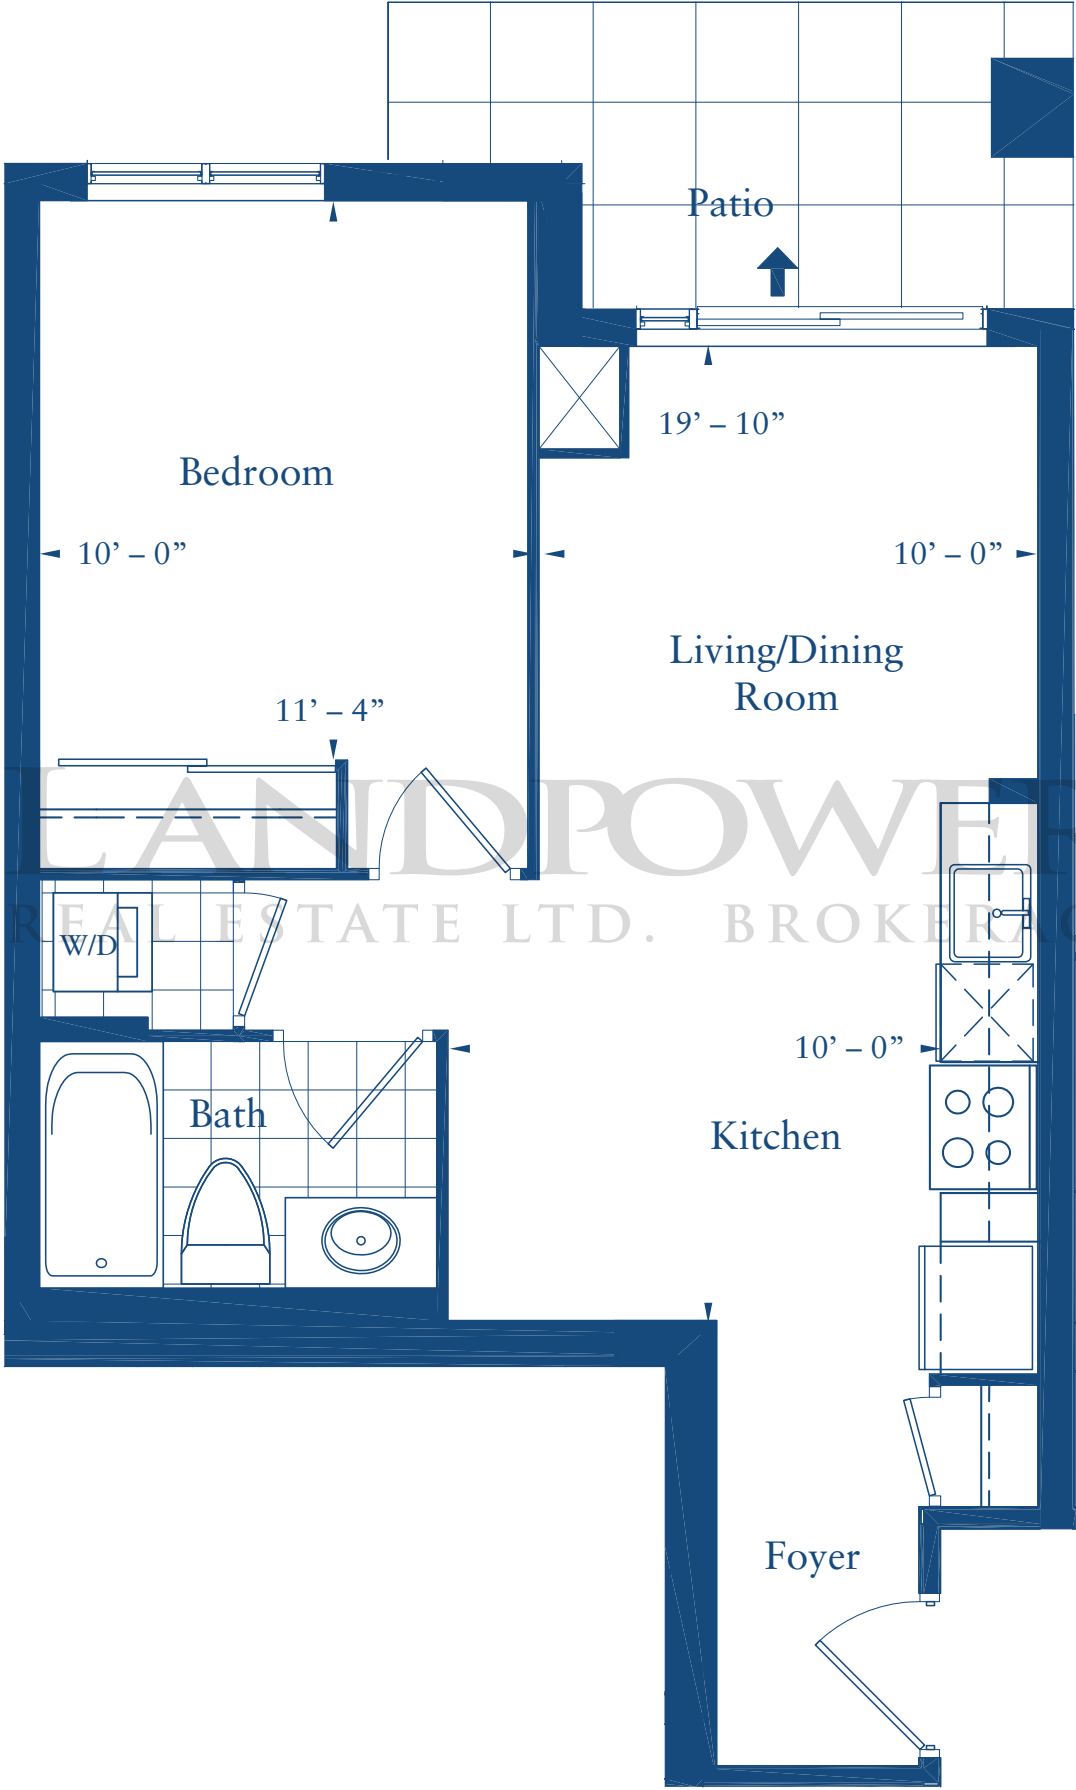 Patio
19’ – 10”
Bedroom
10’ – 0”
10’ – 0”
Living/Dining
Room
11’ – 4”
LANDPOWER
REAL ESTATE LTD. BROKERAG
W/D
10’ – 0”
Bath
Kitchen
Foyer